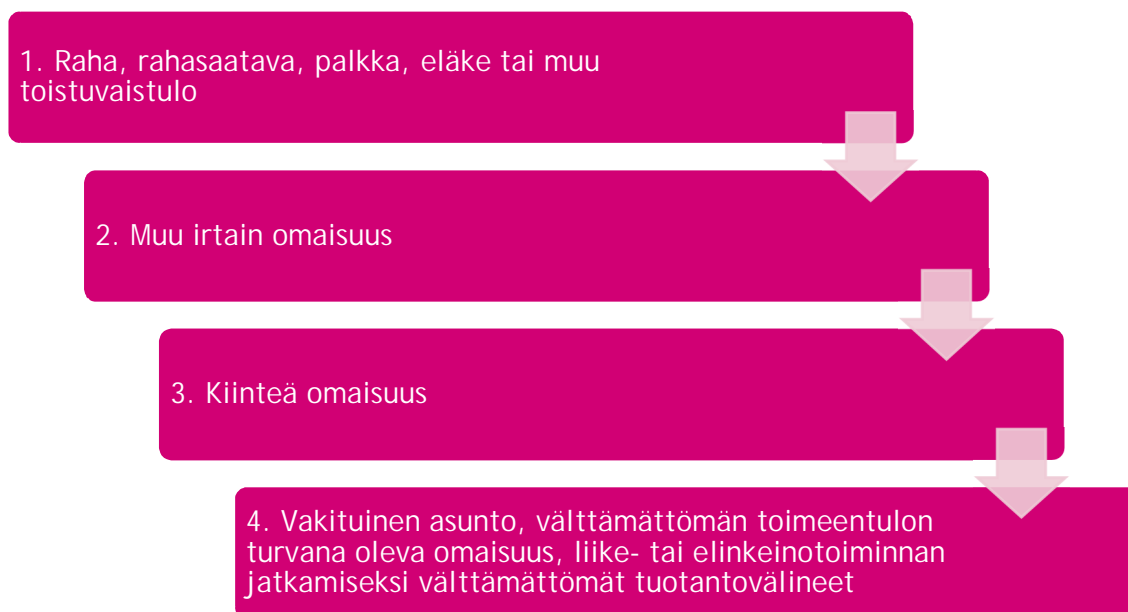 1. Raha, rahasaatava, palkka, eläke tai muu
toistuvaistulo
2. Muu irtain omaisuus
3. Kiinteä omaisuus
4. Vakituinen asunto, välttämättömän toimeentulon
turvana oleva omaisuus, liike- tai elinkeinotoiminnan
jatkamiseksi välttämättömät tuotantovälineet